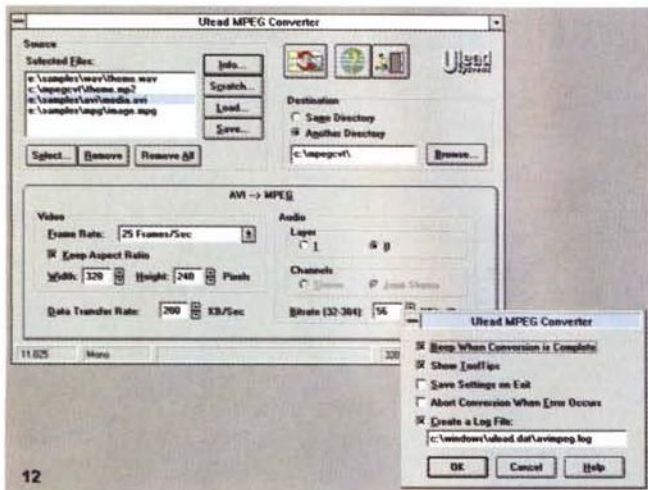 Ulead MPEG Converter
Source
Selected Files:
e:\samples\wav\theme.wav
c:\mpegcvt\theme.mp2
e:\samples\avi\media.avi
e:\samples\mpg\image.mpg
Info...
Scratch...
Load...
Save...
Select...
Remove
Remove All
Ulead
Systems
Destination
Same Directory
Another Directory
c:\mpegcvt\
Browse...
AVI -> MPEG
Video
Frame Rate: 25 Frames/Sec
Keep Aspect Ratio
Width: 320 Height: 240 Pixels
Data Transfer Rate: 200 KB/Sec
Audio
Layer
I II
Channels
Stereo Joint Stereo
Bitrate (32-384): 56
11.025 Mono 320
Ulead MPEG Converter
Beep When Conversion is Complete
Show ToolTips
Save Settings on Exit
Abort Conversion When Error Occurs
Create a Log File:
c:\windows\ulead.dat\avimpeg.log
OK Cancel Help
12